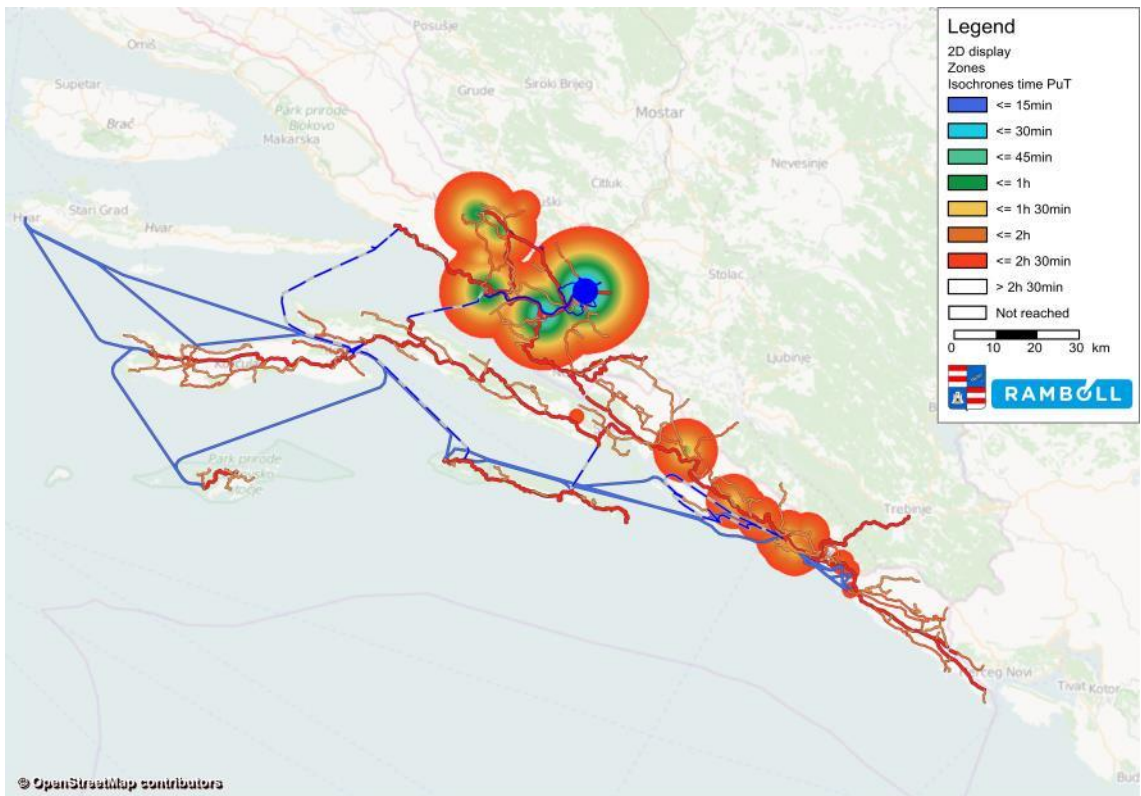 Legend
2D display
Zones
Isochrones time PuT
<= 15min
<= 30min
<= 45min
<= 1h
<= 1h 30min
<= 2h
<= 2h 30min
> 2h 30min
Not reached
0 10 20 30 km
RAMBOLL
Posušje
Omiš
Široki Brijeg
Grude
Supetar
Park prirode
Biokovo
Mostar
Brač
Makarska
Nevesinje
Čitluk
Stari Grad
Hvar
Hvar
Stolac
Ljubinje
Park prirode
Trebinje
Herceg Novi
Tivat
Kotor
Bud
© OpenStreetMap contributors